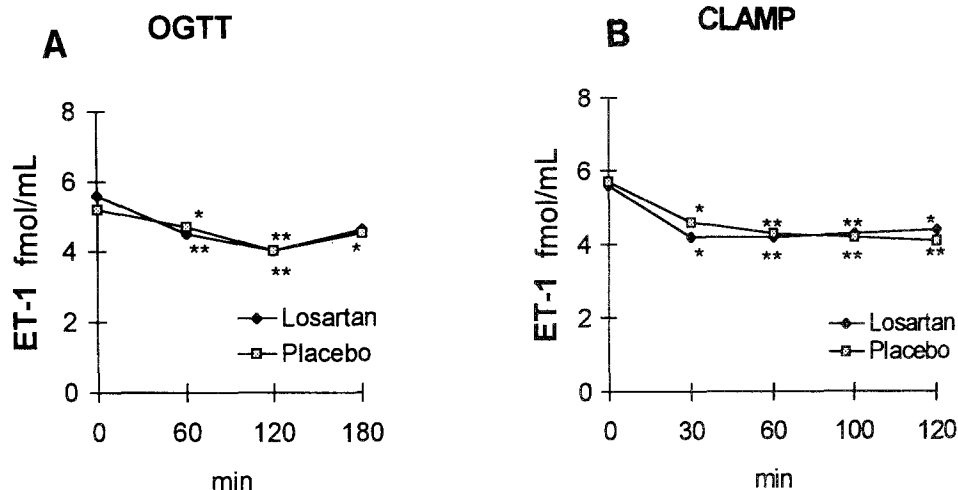 A OGTT
ET-1 fmol/mL
8
6
4
2
0
*
**
**
**
*
Losartan
Placebo
0 60 120 180
min
B CLAMP
ET-1 fmol/mL
8
6
4
2
0
* ** ** *
* ** ** **
Losartan
Placebo
0 30 60 100 120
min